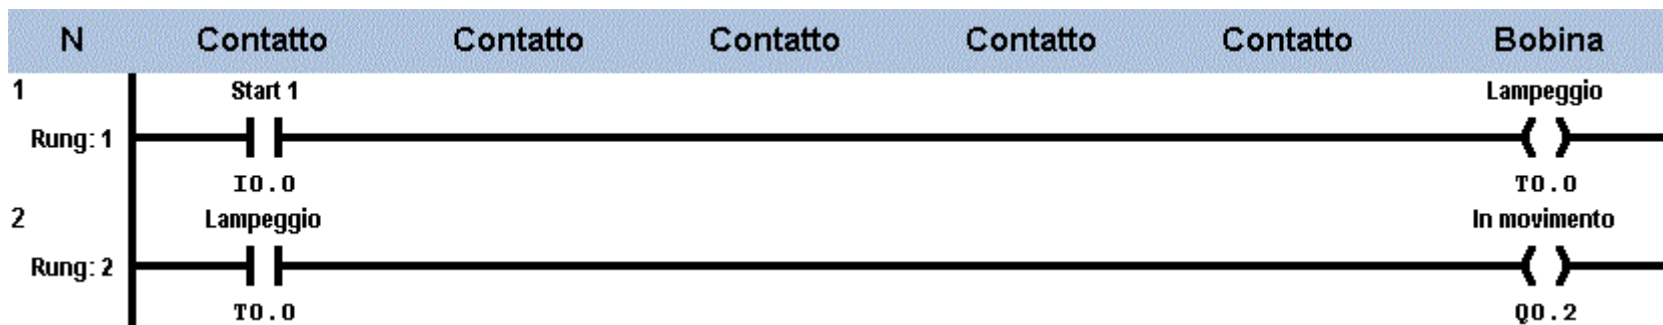 N Contatto Contatto Contatto Contatto Contatto Bobina
1 Start 1 Lampeggio
Rung: 1
I0.0 T0.0
2 Lampeggio In movimento
Rung: 2
T0.0 Q0.2